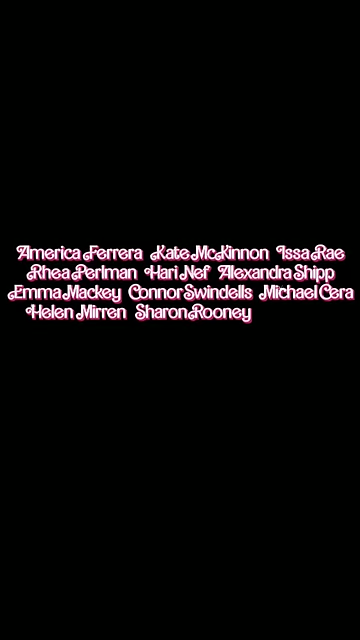 America Ferrera Kate McKinnon Issa Rae
Rhea Perlman Hari Nef Alexandra Shipp
Emma Mackey Connor Swindells Michael Cera
Helen Mirren Sharon Rooney